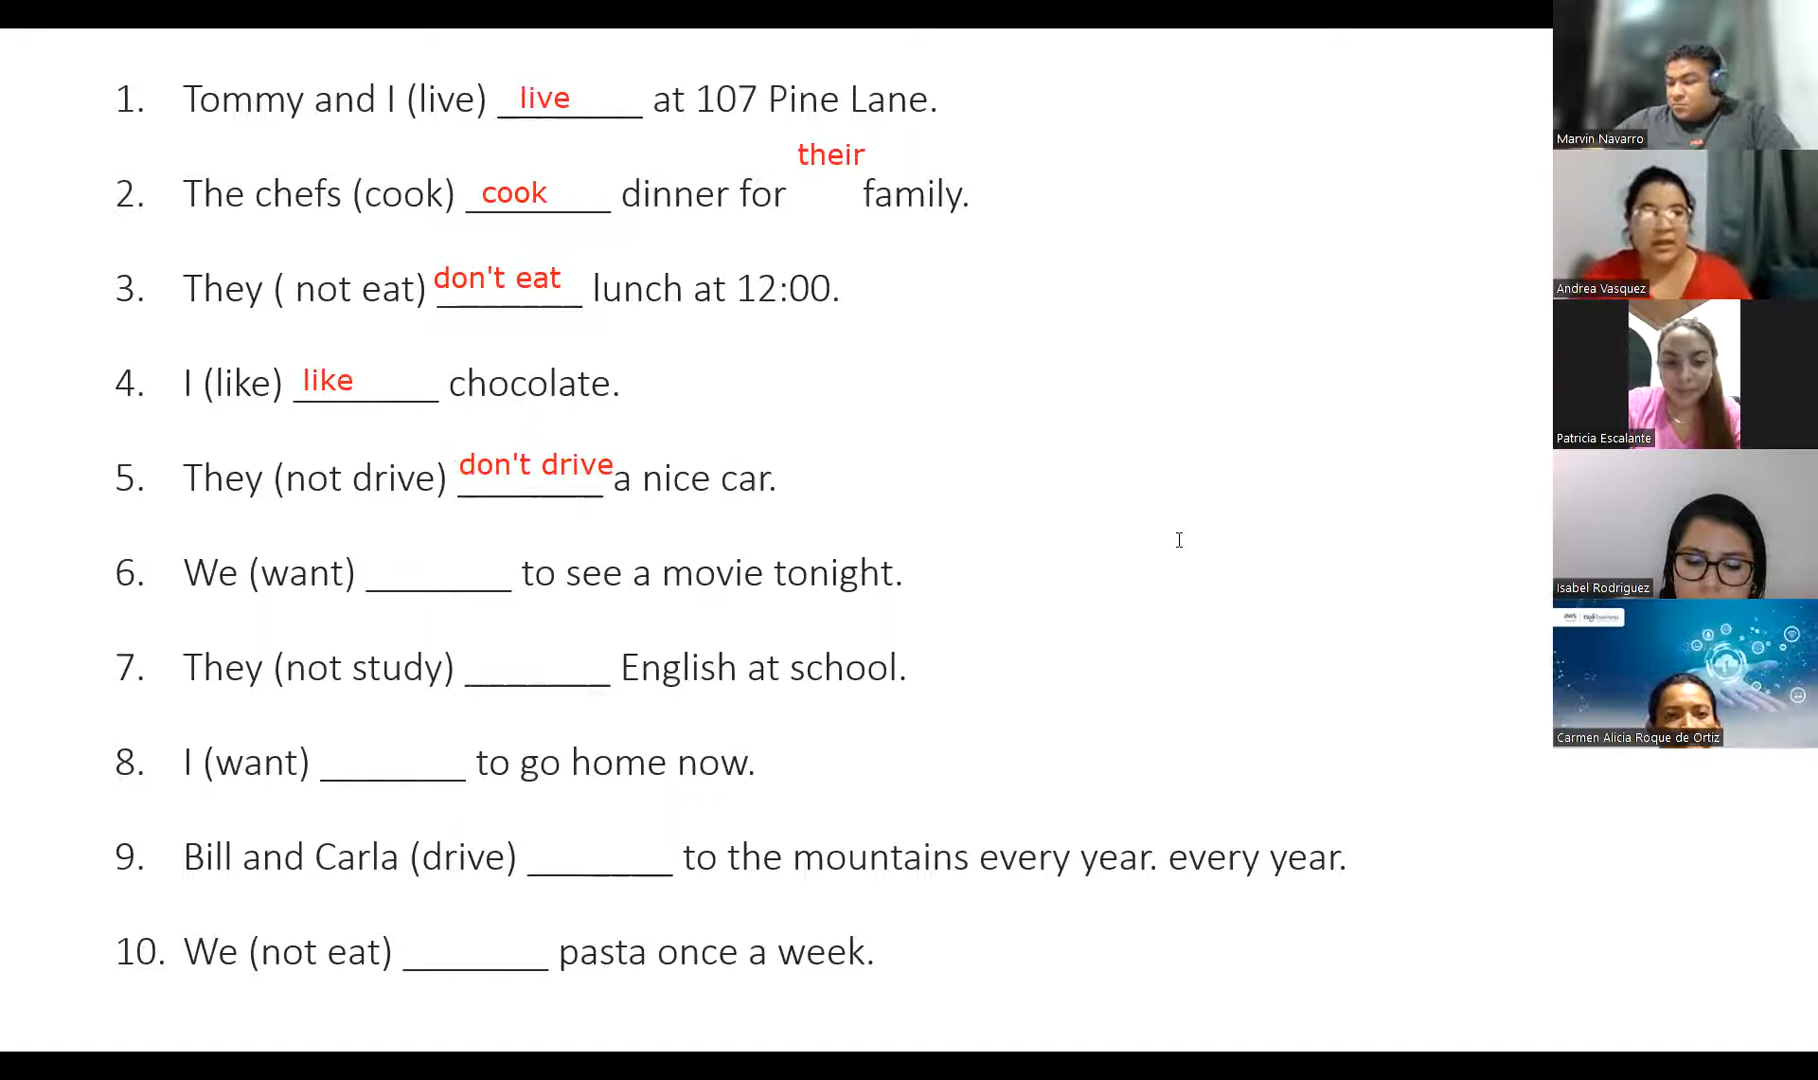 1. Tommy and I (live) live at 107 Pine Lane.
their
2. The chefs (cook) cook dinner for family.
3. They ( not eat) don't eat lunch at 12:00.
4. I (like) like chocolate.
5. They (not drive) don't drive a nice car.
6. We (want) ________ to see a movie tonight.
7. They (not study) ________ English at school.
8. I (want) ________ to go home now.
9. Bill and Carla (drive) ________ to the mountains every year. every year.
10. We (not eat) ________ pasta once a week.
Marvin Navarro
Andrea Vasquez
Patricia Escalante
Isabel Rodriguez
aws tigo business
Carmen Alicia Roque de Ortiz